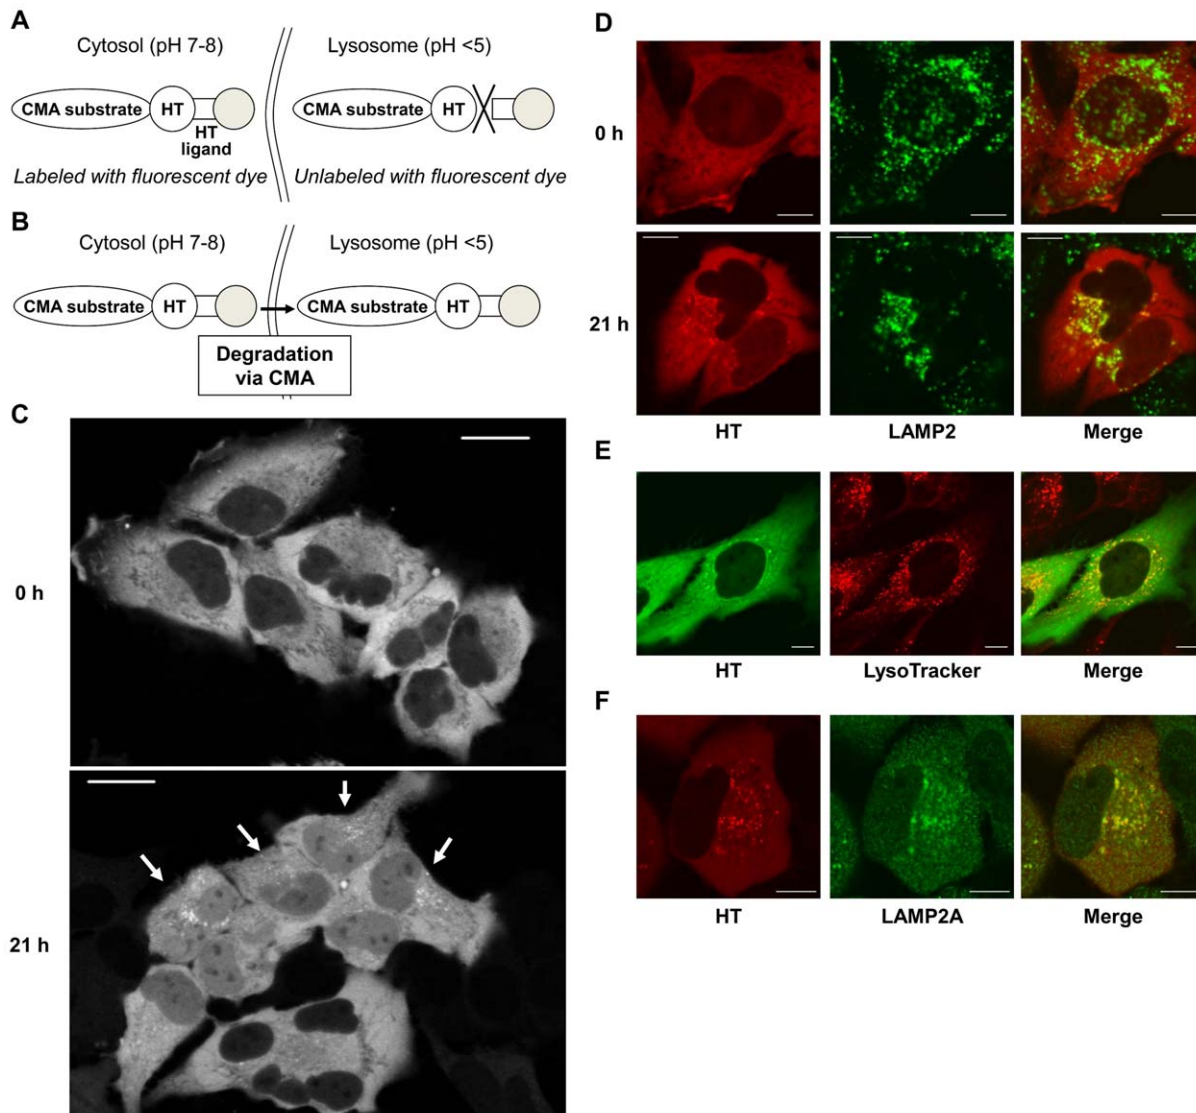 A
Cytosol (pH 7-8)
Lysosome (pH <5)
CMA substrate
HT
HT
ligand
CMA substrate
HT
Labeled with fluorescent dye
Unlabeled with fluorescent dye
B
Cytosol (pH 7-8)
Lysosome (pH <5)
CMA substrate
HT
CMA substrate
HT
Degradation
via CMA
C
0 h
21 h
D
0 h
21 h
HT
LAMP2
Merge
E
HT
LysoTracker
Merge
F
HT
LAMP2A
Merge